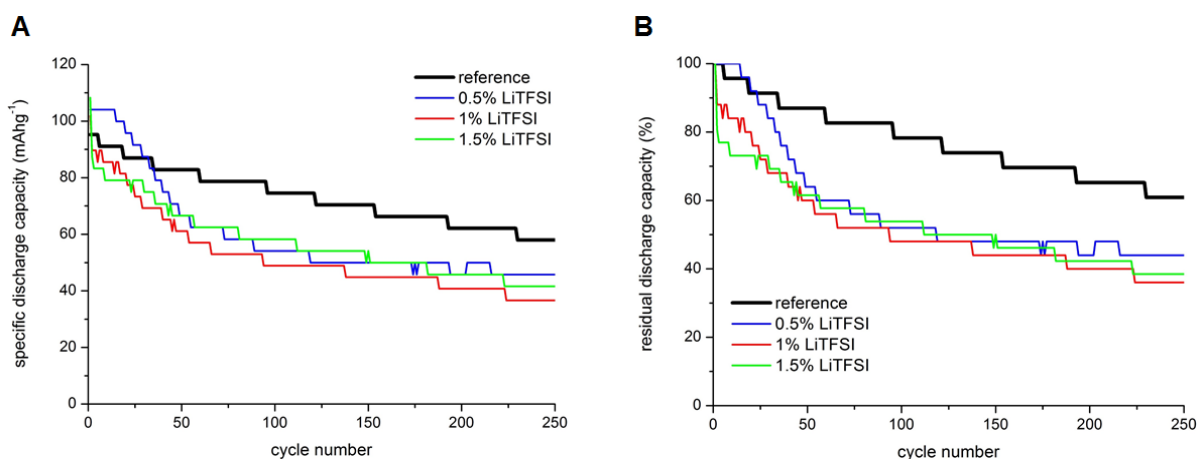 A
B
specific discharge capacity (mAhg⁻¹)
120
100
80
60
40
20
0
0
50
100
150
200
250
cycle number
reference
0.5% LiTFSI
1% LiTFSI
1.5% LiTFSI
residual discharge capacity (%)
100
80
60
40
20
0
0
50
100
150
200
250
cycle number
reference
0.5% LiTFSI
1% LiTFSI
1.5% LiTFSI